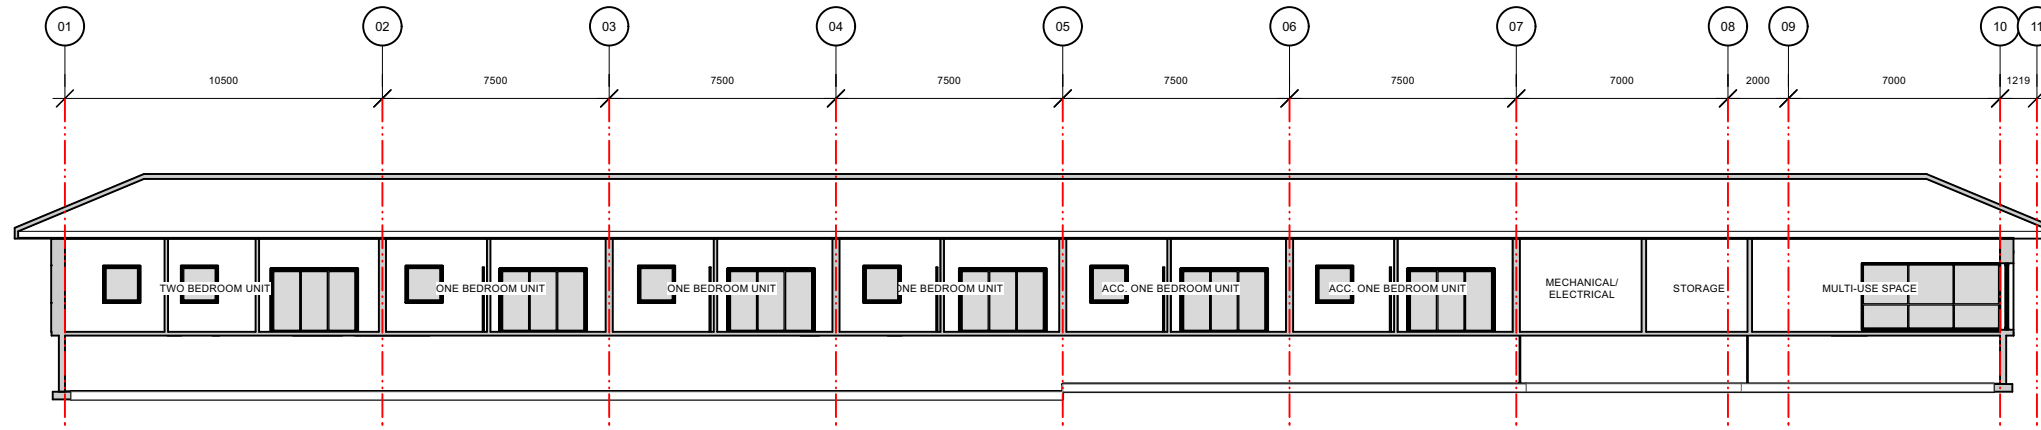 01 02 03 04 05 06 07 08 09 10 11
10500 7500 7500 7500 7500 7500 7000 2000 7000 1219
TWO BEDROOM UNIT
ONE BEDROOM UNIT
ONE BEDROOM UNIT
ONE BEDROOM UNIT
ACC. ONE BEDROOM UNIT
ACC. ONE BEDROOM UNIT
MECHANICAL/
ELECTRICAL
STORAGE
MULTI-USE SPACE